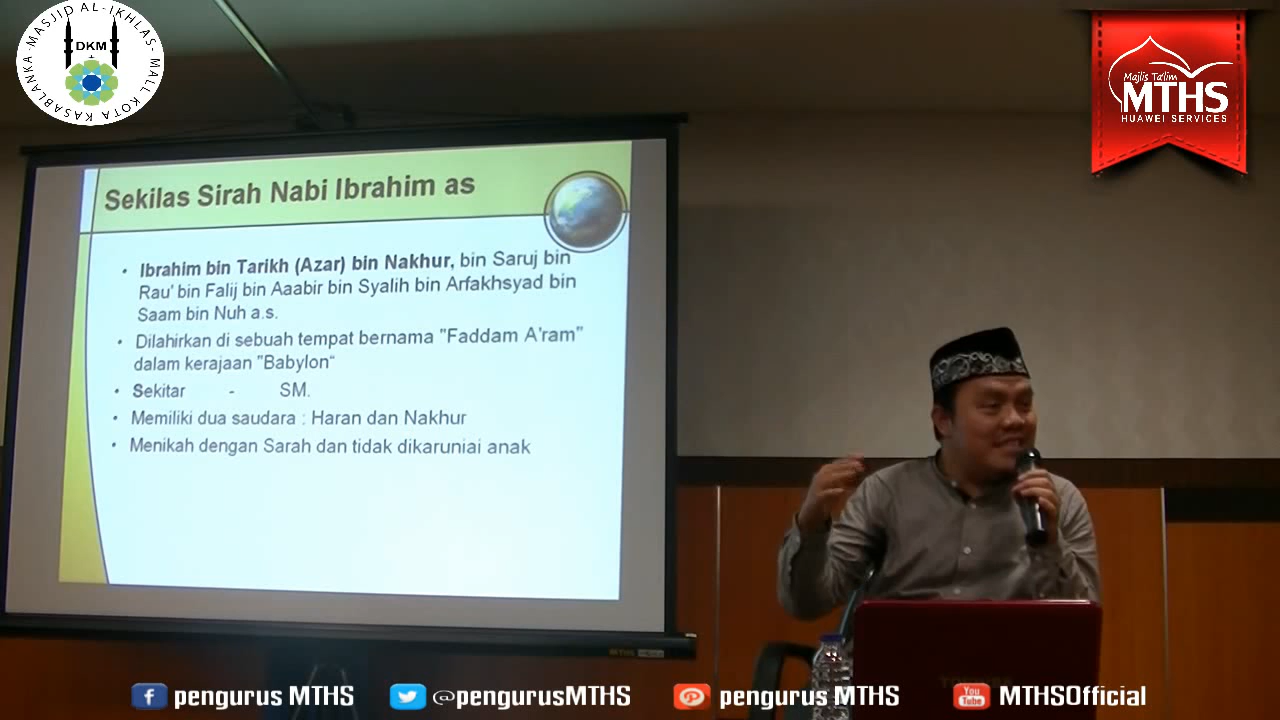 MASJID AL-IKHLAS - MALL KOTA KASABLANKA -
DKM
Majlis Ta'lim
MTHS
HUAWEI SERVICES
Sekilas Sirah Nabi Ibrahim as
• Ibrahim bin Tarikh (Azar) bin Nakhur, bin Saruj bin
Rau' bin Falij bin Aaabir bin Syalih bin Arfakhsyad bin
Saam bin Nuh a.s.
• Dilahirkan di sebuah tempat bernama "Faddam A'ram"
dalam kerajaan "Babylon“
• Sekitar - SM.
• Memiliki dua saudara : Haran dan Nakhur
• Menikah dengan Sarah dan tidak dikaruniai anak
pengurus MTHS
@pengurusMTHS
pengurus MTHS
You Tube
MTHSOfficial